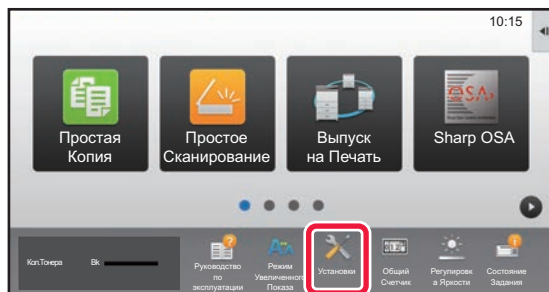 10:15
Простая
Копия
Простое
Сканирование
Выпуск
на Печать
Sharp OSA
Кол.Тонера
Bk
Руководство
по
эксплуатации
Режим
Увеличенного
Показа
Установки
Общий
Счетчик
Регулировк
а Яркости
Состояние
Задания